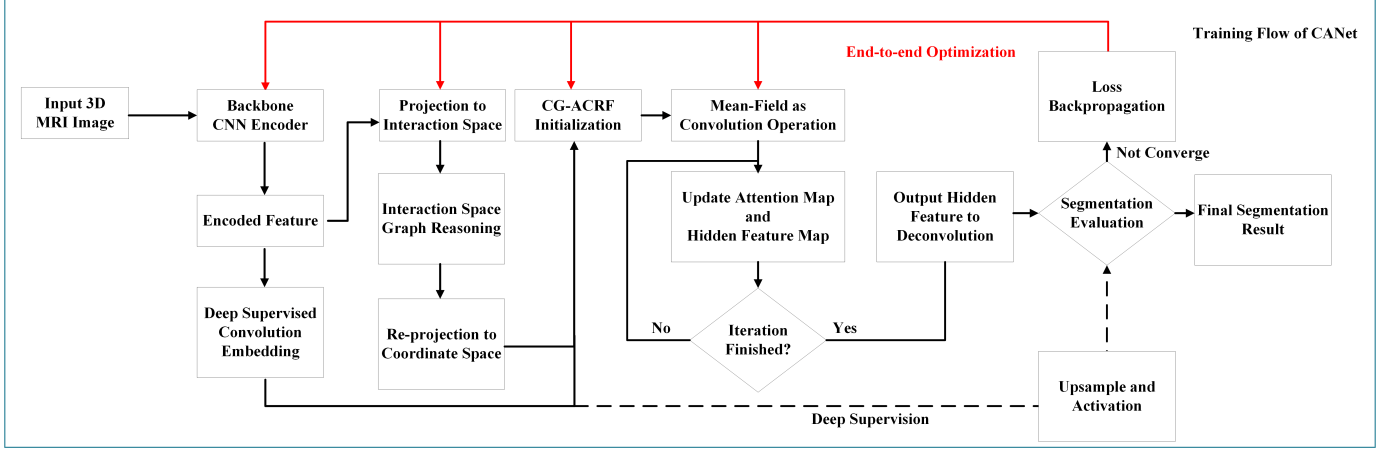 Training Flow of CANet
End-to-end Optimization
Input 3D
MRI Image
Backbone
CNN Encoder
Encoded Feature
Deep Supervised
Convolution
Embedding
Projection to
Interaction Space
Interaction Space
Graph Reasoning
Re-projection to
Coordinate Space
CG-ACRF
Initialization
Mean-Field as
Convolution Operation
Update Attention Map
and
Hidden Feature Map
Iteration
Finished?
No
Yes
Output Hidden
Feature to
Deconvolution
Loss
Backpropagation
Not Converge
Segmentation
Evaluation
Final Segmentation
Result
Upsample and
Activation
Deep Supervision